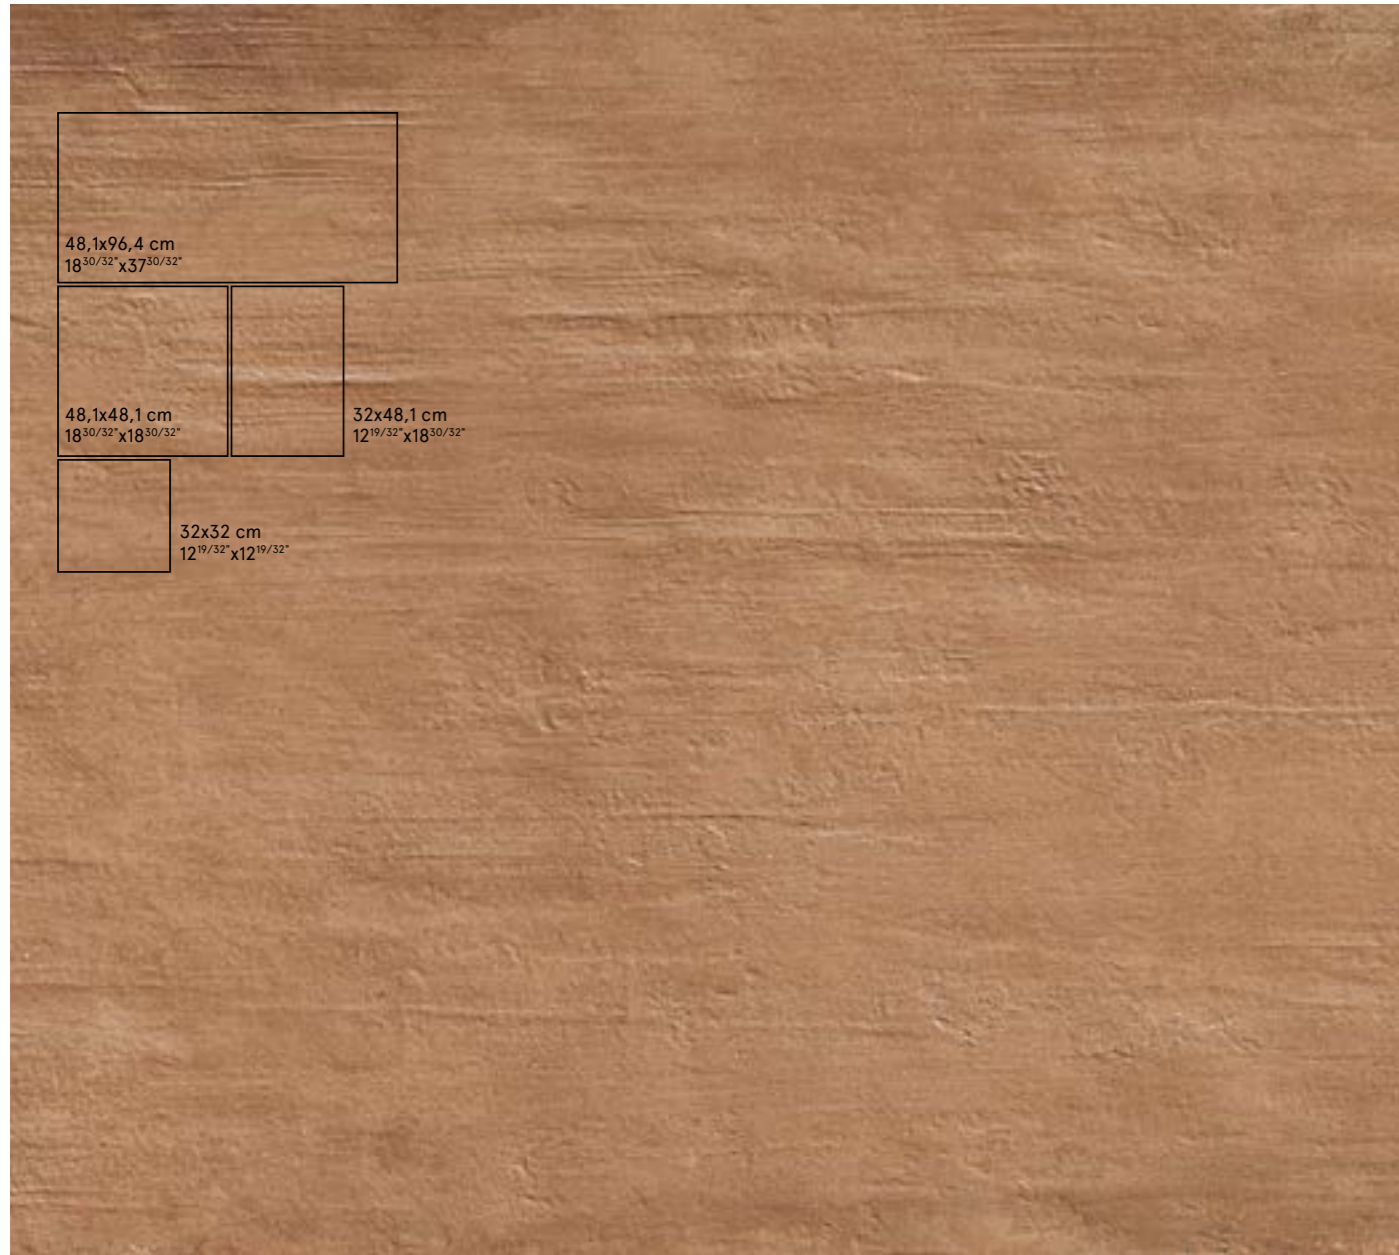 48,1x96,4 cm
18³⁰/³²"x37³⁰/³²"
48,1x48,1 cm
18³⁰/³²"x18³⁰/³²"
32x48,1 cm
12¹⁹/³²"x18³⁰/³²"
32x32 cm
12¹⁹/³²"x12¹⁹/³²"